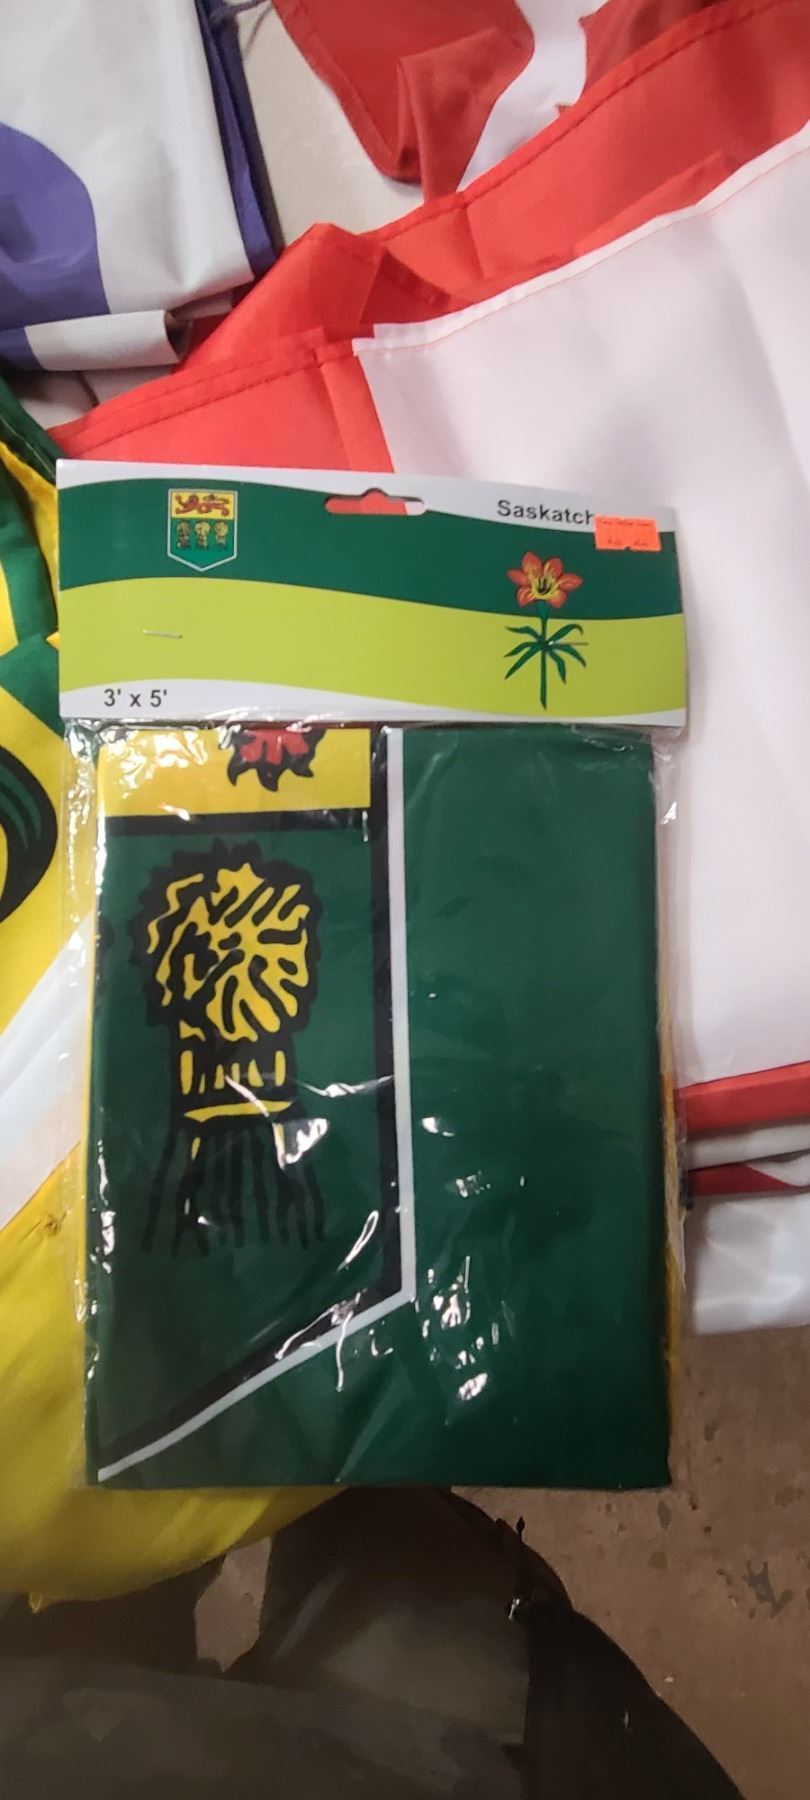 Saskatch
3' x 5'